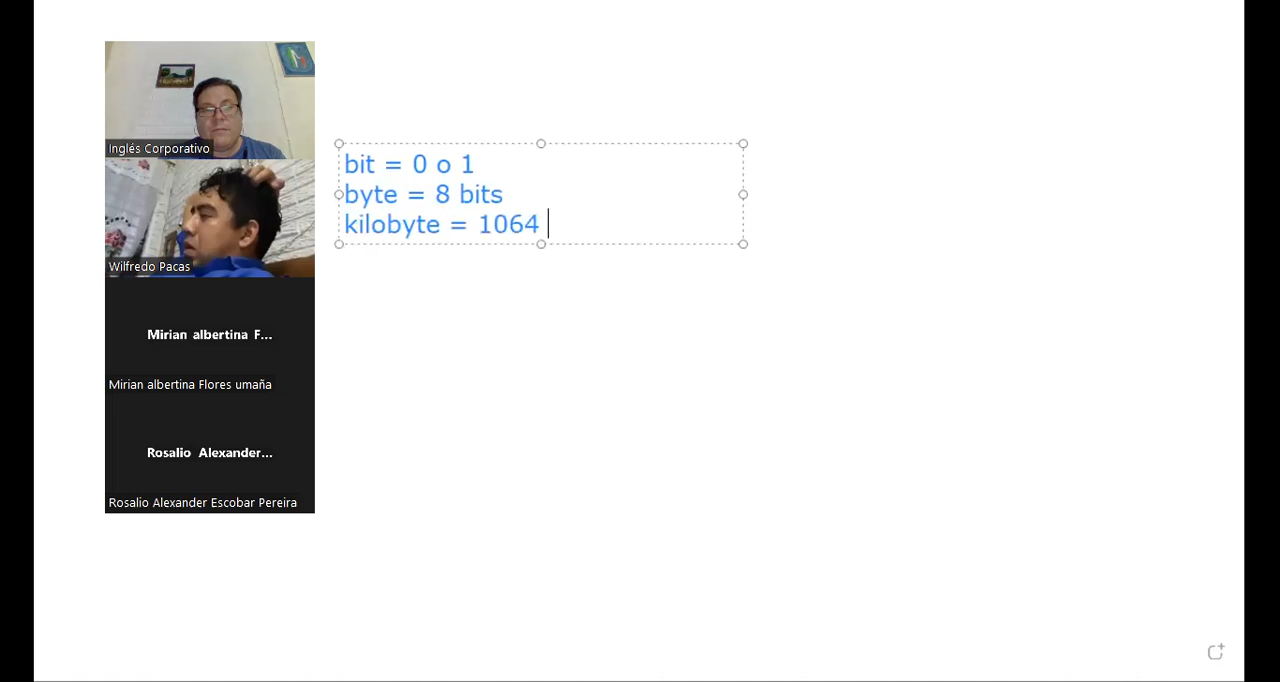 Inglés Corporativo
Wilfredo Pacas
Mirian albertina F...
Mirian albertina Flores umaña
Rosalio Alexander...
Rosalio Alexander Escobar Pereira
bit = 0 o 1
byte = 8 bits
kilobyte = 1064